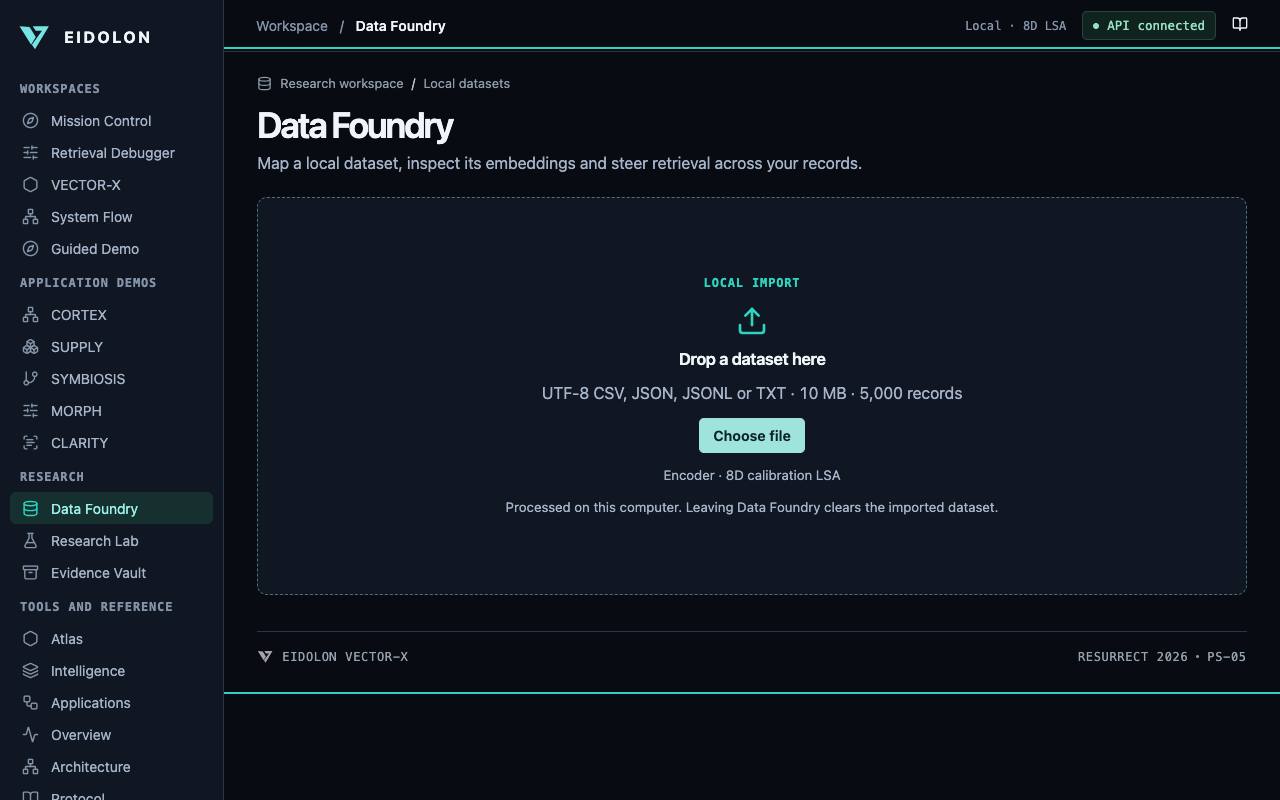 EIDOLON
WORKSPACES
Mission Control
Retrieval Debugger
VECTOR-X
System Flow
Guided Demo
APPLICATION DEMOS
CORTEX
SUPPLY
SYMBIOSIS
MORPH
CLARITY
RESEARCH
Data Foundry
Research Lab
Evidence Vault
TOOLS AND REFERENCE
Atlas
Intelligence
Applications
Overview
Architecture
Protocol
Workspace / Data Foundry
Local · 8D LSA
API connected
Research workspace / Local datasets
Data Foundry
Map a local dataset, inspect its embeddings and steer retrieval across your records.
LOCAL IMPORT
Drop a dataset here
UTF-8 CSV, JSON, JSONL or TXT · 10 MB · 5,000 records
Choose file
Encoder · 8D calibration LSA
Processed on this computer. Leaving Data Foundry clears the imported dataset.
EIDOLON VECTOR-X
RESURRECT 2026 • PS-05